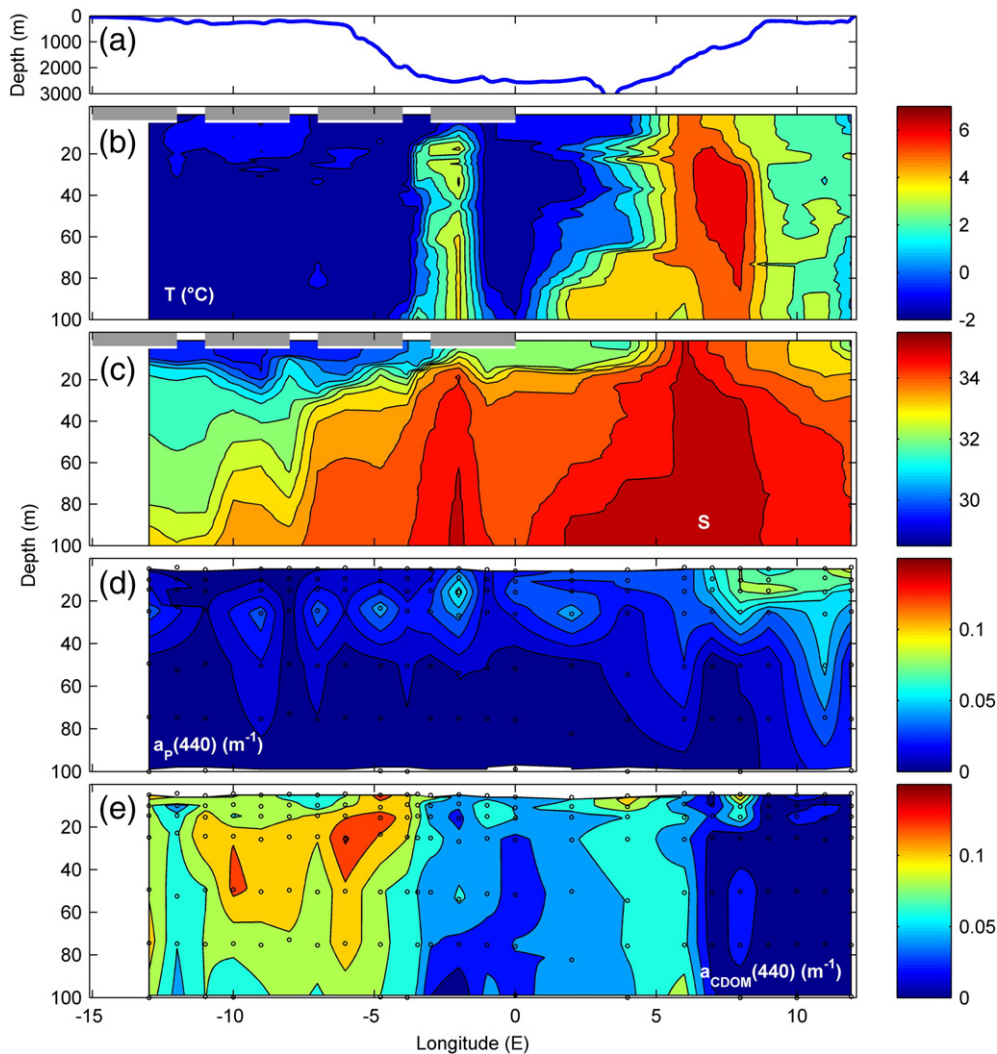 0
1000
2000
3000
Depth (m)
(a)
(b)
20
40
60
80
100
T (°C)
6
4
2
0
-2
(c)
20
40
60
80
100
S
34
32
30
Depth (m)
(d)
20
40
60
80
100
aP(440) (m-1)
0.1
0.05
0
(e)
20
40
60
80
100
aCDOM(440) (m-1)
0.1
0.05
0
-15 -10 -5 0 5 10
Longitude (E)